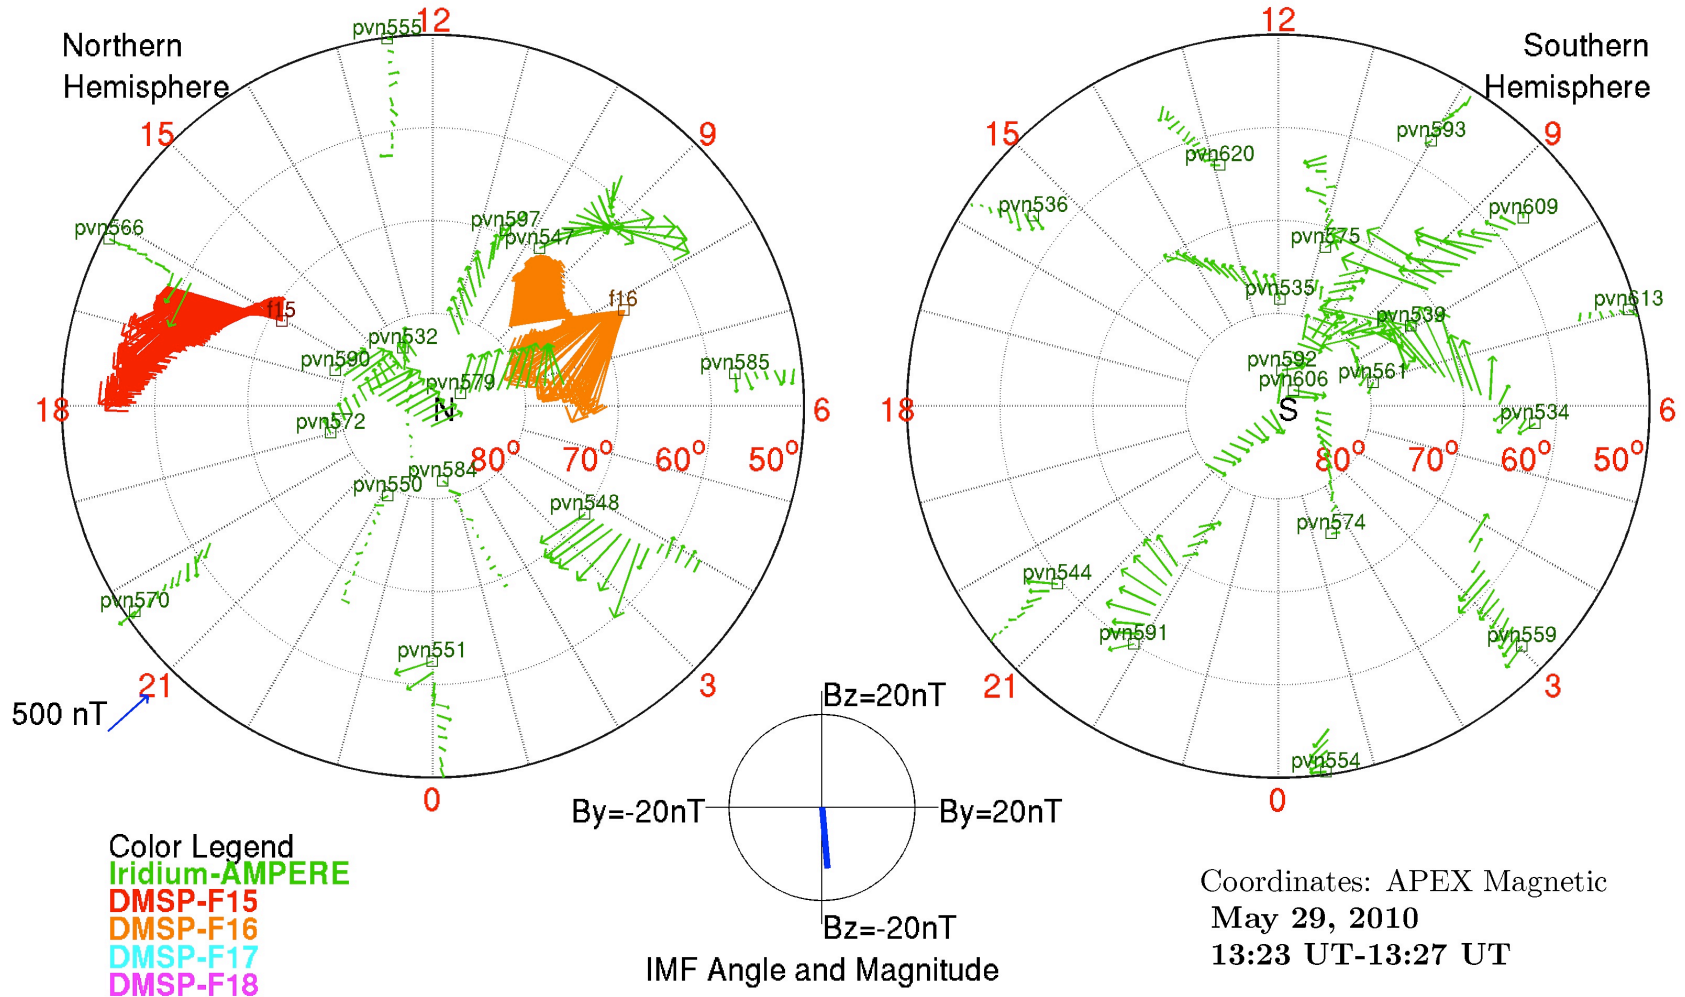 Northern
Hemisphere
12
15
9
18
6
21
3
0
pvn555
pvn566
pvn597
pvn547
f15
f16
pvn532
pvn590
pvn579
pvn585
N
pvn572
80° 70° 60° 50°
pvn584
pvn550
pvn548
pvn570
pvn551
500 nT
Southern
Hemisphere
12
15
9
18
6
21
3
0
pvn593
pvn620
pvn536
pvn609
pvn575
pvn535
pvn613
pvn539
pvn592
pvn561
pvn606
S
pvn534
80° 70° 60° 50°
pvn574
pvn544
pvn591
pvn559
pvn554
Bz=20nT
By=-20nT
By=20nT
Bz=-20nT
IMF Angle and Magnitude
Color Legend
Iridium-AMPERE
DMSP-F15
DMSP-F16
DMSP-F17
DMSP-F18
Coordinates: APEX Magnetic
May 29, 2010
13:23 UT-13:27 UT